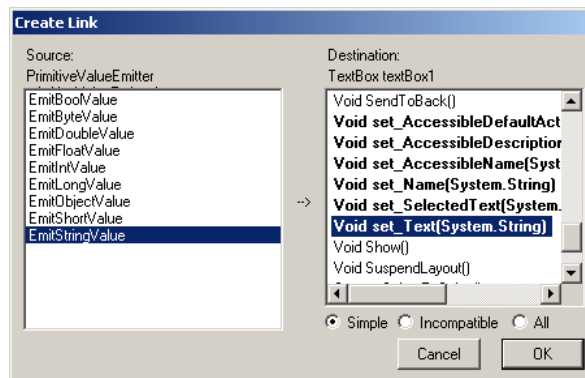 Create Link
Source:
PrimitiveValueEmitter
EmitBoolValue
EmitByteValue
EmitDoubleValue
EmitFloatValue
EmitIntValue
EmitLongValue
EmitObjectValue
EmitShortValue
EmitStringValue
-->
Destination:
TextBox textBox1
Void SendToBack()
Void set_AccessibleDefaultAct
Void set_AccessibleDescription
Void set_AccessibleName(Syst
Void set_Name(System.String)
Void set_SelectedText(System.
Void set_Text(System.String)
Void Show()
Void SuspendLayout()
Simple Incompatible All
Cancel OK